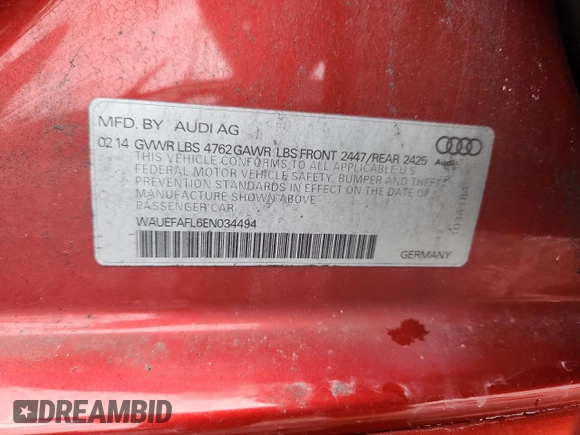 MFD. BY AUDI AG
02 14 GVWR LBS 4762 GAWR LBS FRONT 2447/REAR 2425
THIS VEHICLE CONFORMS TO ALL APPLICABLE U S
FEDERAL MOTOR VEHICLE SAFETY, BUMPER AND THEFT
PREVENTION STANDARDS IN EFFECT ON THE DATE OF
MANUFACTURE SHOWN ABOVE
PASSENGER CAR
WAUEFAFL6EN034494
GERMANY
Audi
DREAMBID